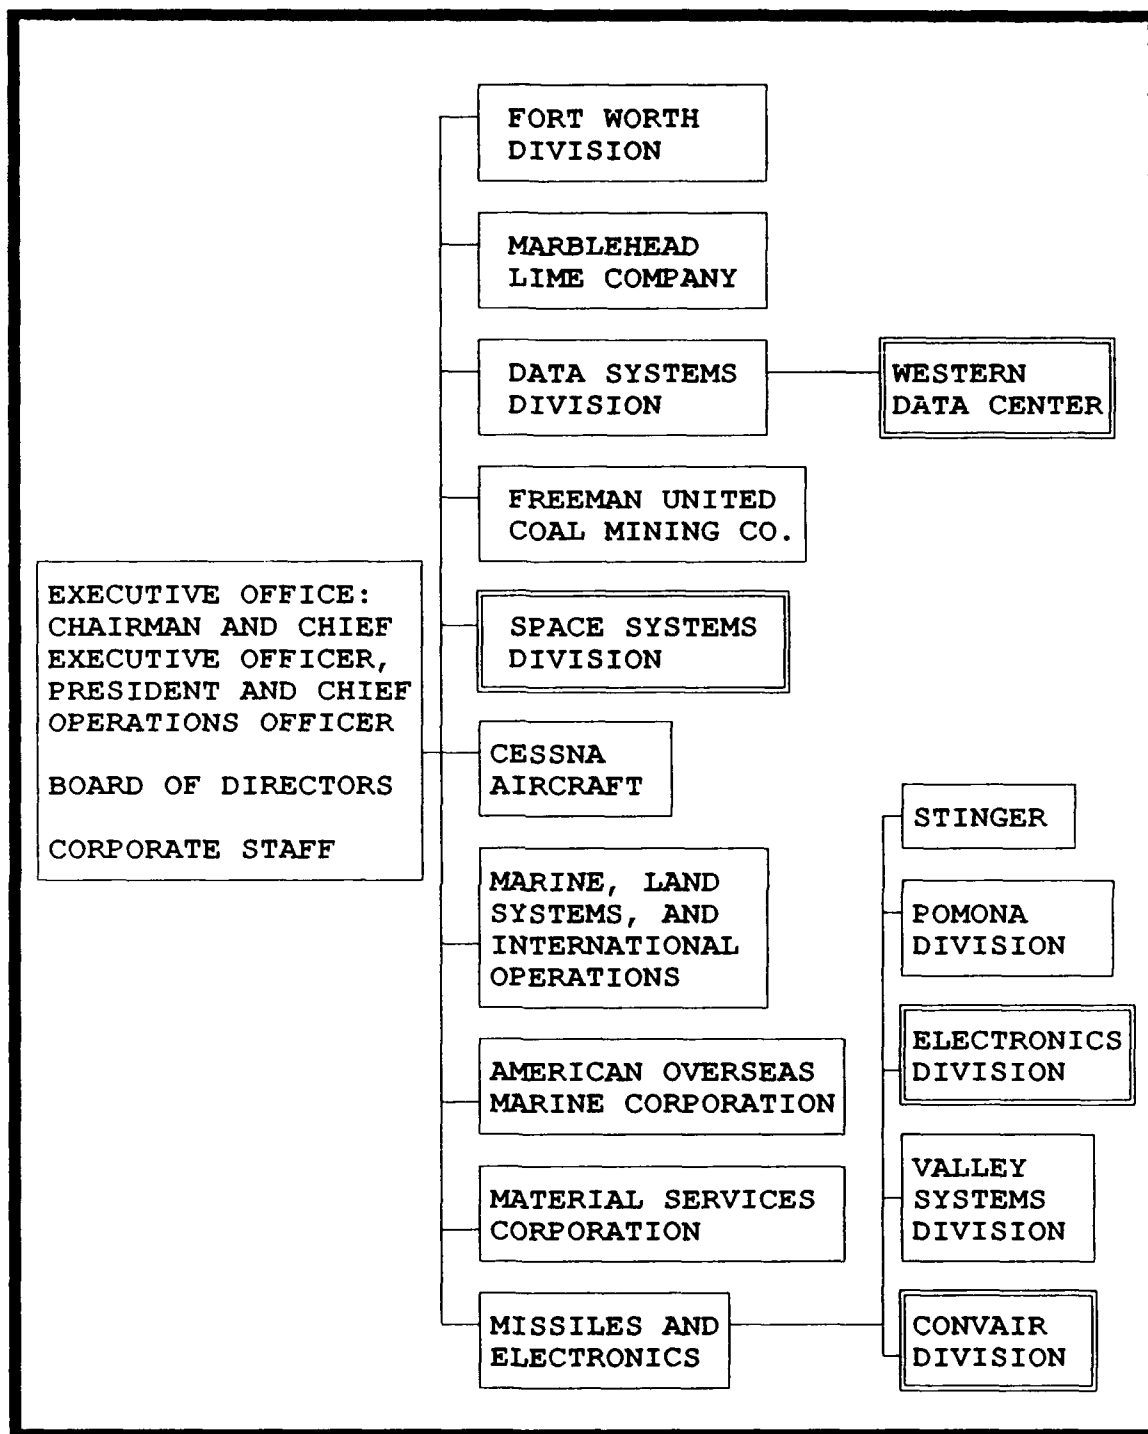 FORT WORTH
DIVISION
MARBLEHEAD
LIME COMPANY
DATA SYSTEMS
DIVISION
WESTERN
DATA CENTER
FREEMAN UNITED
COAL MINING CO.
EXECUTIVE OFFICE:
CHAIRMAN AND CHIEF
EXECUTIVE OFFICER,
PRESIDENT AND CHIEF
OPERATIONS OFFICER
BOARD OF DIRECTORS
CORPORATE STAFF
SPACE SYSTEMS
DIVISION
CESSNA
AIRCRAFT
MARINE, LAND
SYSTEMS, AND
INTERNATIONAL
OPERATIONS
AMERICAN OVERSEAS
MARINE CORPORATION
MATERIAL SERVICES
CORPORATION
MISSILES AND
ELECTRONICS
STINGER
POMONA
DIVISION
ELECTRONICS
DIVISION
VALLEY
SYSTEMS
DIVISION
CONVAIR
DIVISION